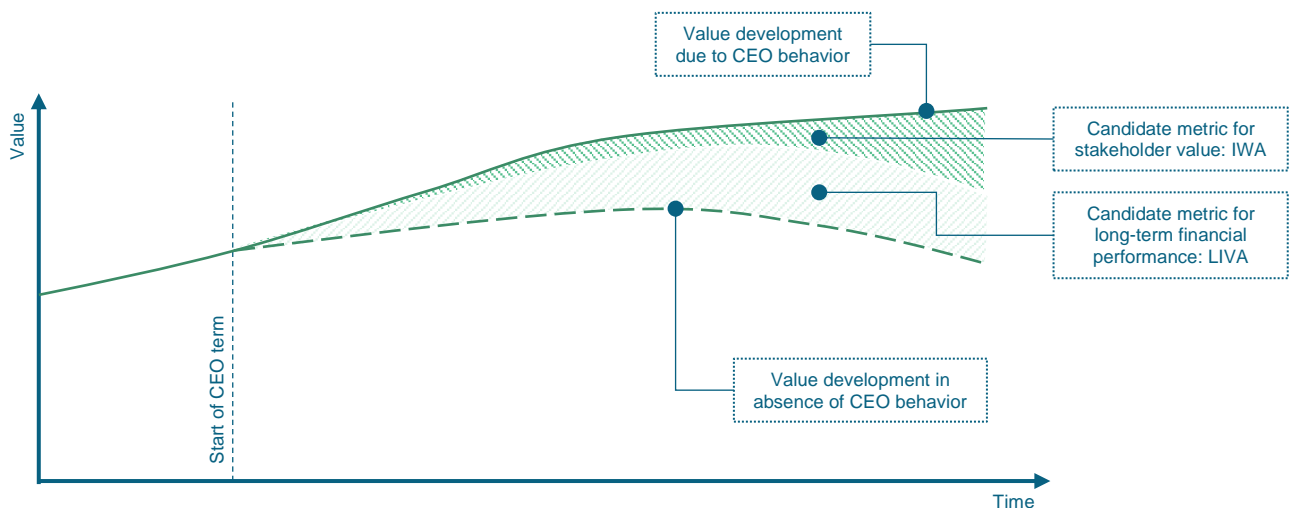 Value development
due to CEO behavior
Value
Candidate metric for
stakeholder value: IWA
Candidate metric for
long-term financial
performance: LIVA
Start of CEO term
Value development in
absence of CEO behavior
Time